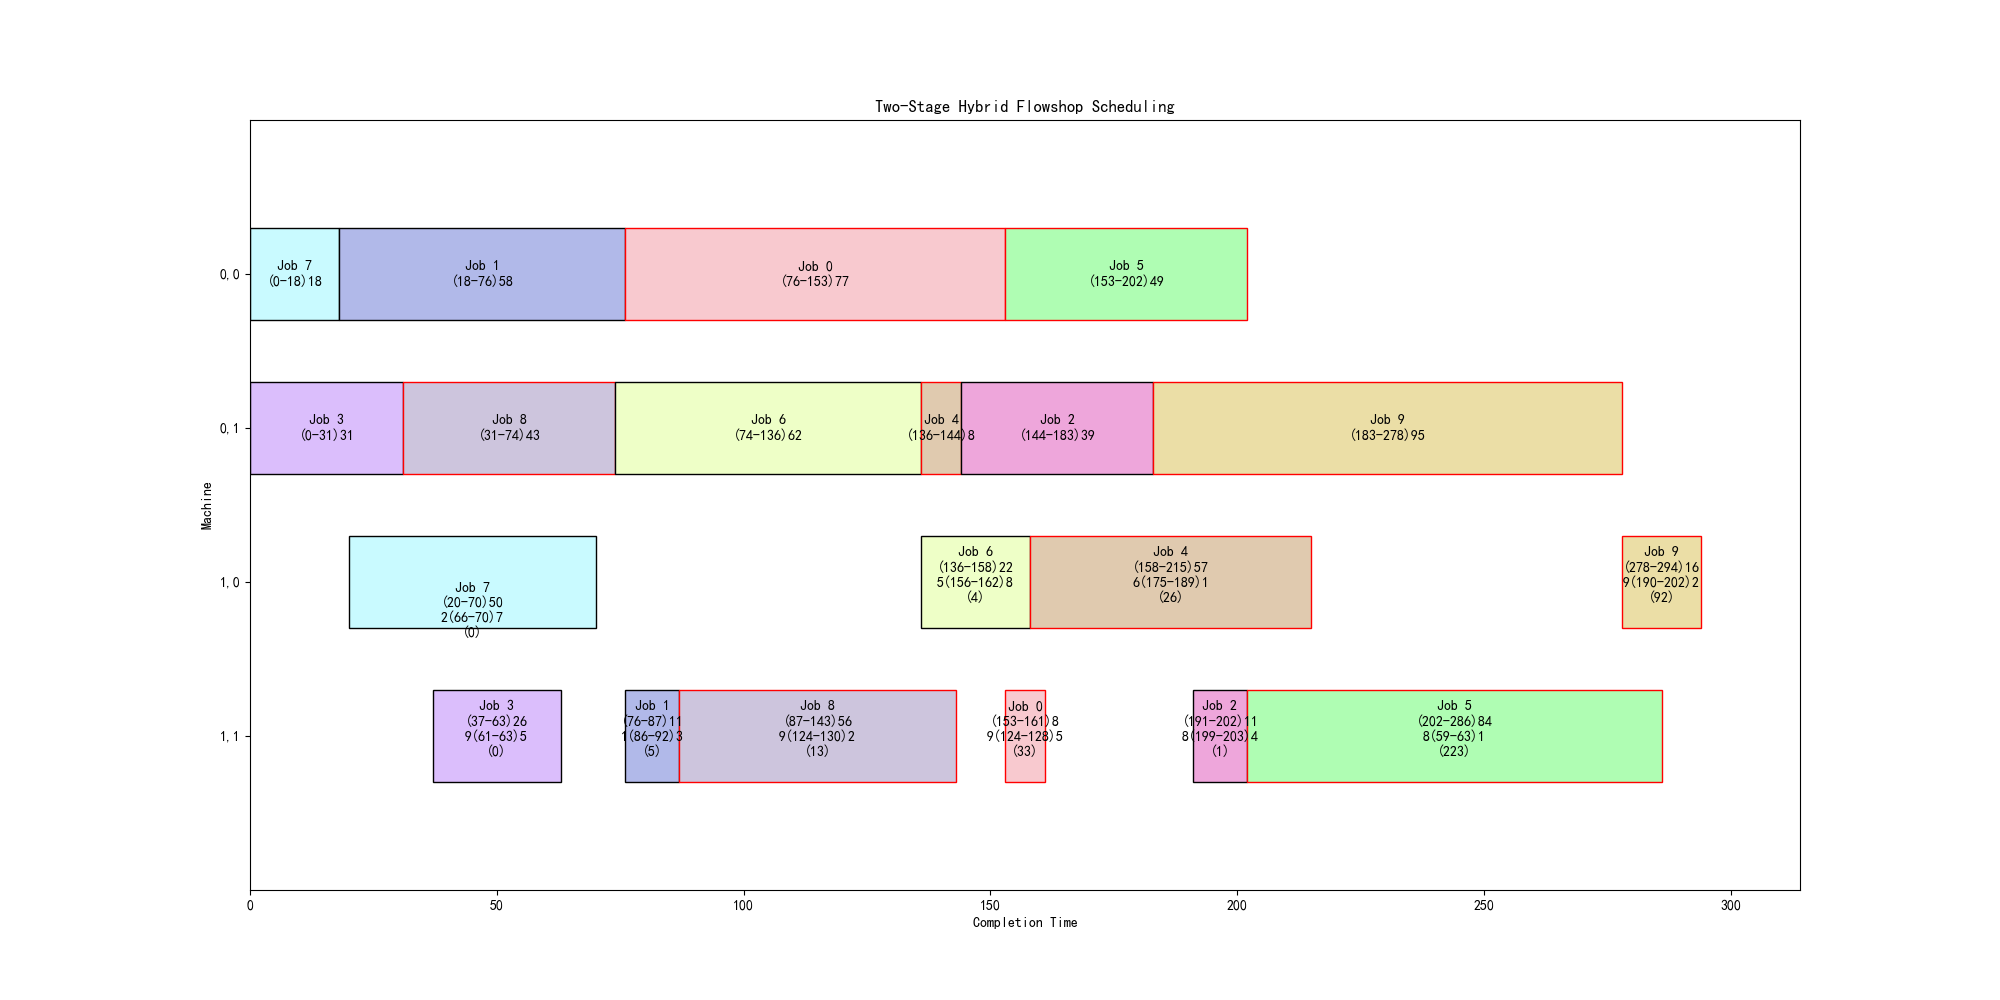 Two-Stage Hybrid Flowshop Scheduling
Machine
0,0
Job 7
(0-18)18
Job 1
(18-76)58
Job 0
(76-153)77
Job 5
(153-202)49
0,1
Job 3
(0-31)31
Job 8
(31-74)43
Job 6
(74-136)62
Job 4
(136-144)8
Job 2
(144-183)39
Job 9
(183-278)95
1,0
Job 7
(20-70)50
2(66-70)7
(0)
Job 6
(136-158)22
5(156-162)8
(4)
Job 4
(158-215)57
6(175-189)1
(26)
Job 9
(278-294)16
9(190-202)2
(92)
1,1
Job 3
(37-63)26
9(61-63)5
(0)
Job 1
(76-87)11
1(86-92)3
(5)
Job 8
(87-143)56
9(124-130)2
(13)
Job 0
(153-161)8
9(124-128)5
(33)
Job 2
(191-202)11
8(199-203)4
(1)
Job 5
(202-286)84
8(59-63)1
(223)
0
50
100
150
200
250
300
Completion Time